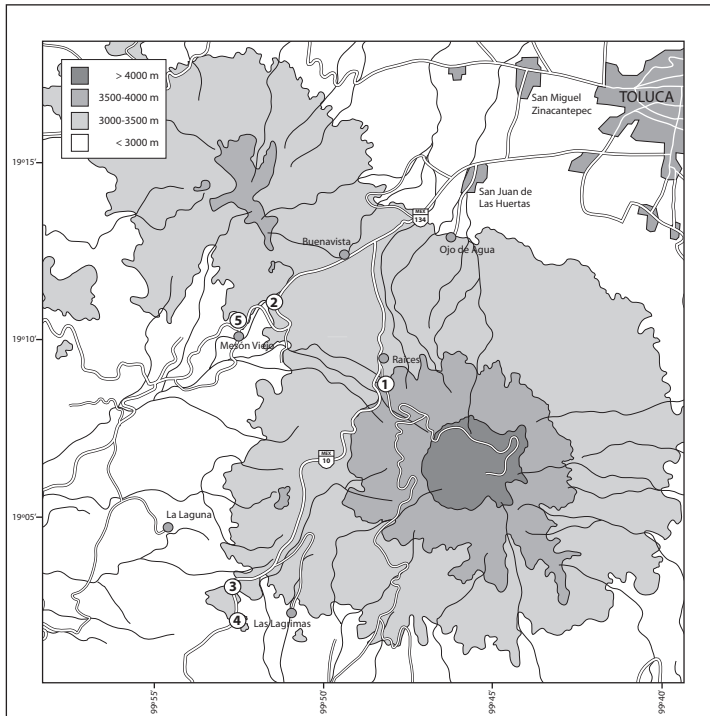 > 4000 m
3500-4000 m
3000-3500 m
< 3000 m
TOLUCA
San Miguel
Zinacantepec
19°15'
San Juan de
Las Huertas
MEX
134
Buenavista
Ojo de Agua
2
5
19°10'
Mesón Viejo
Raíces
1
MEX
10
19°05'
La Laguna
3
4
Las Lagrimas
99°55'
99°50'
99°45'
99°40'